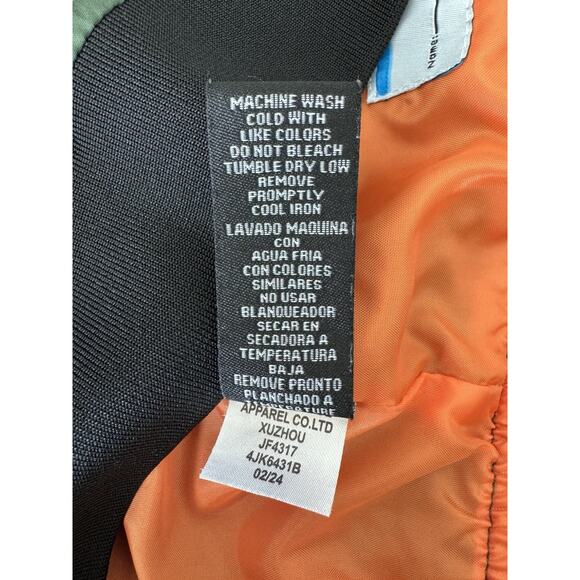 Name:
MACHINE WASH
COLD WITH
LIKE COLORS
DO NOT BLEACH
TUMBLE DRY LOW
REMOVE
PROMPTLY
COOL IRON
LAVADO MAQUINA
CON
AGUA FRIA
CON COLORES
SIMILARES
NO USAR
BLANQUEADOR
SECAR EN
SECADORA A
TEMPERATURA
BAJA
REMOVE PRONTO
PLANCHADO A
TEMPERATURE
APPAREL CO.LTD
XUZHOU
JF4317
4JK6431B
02/24